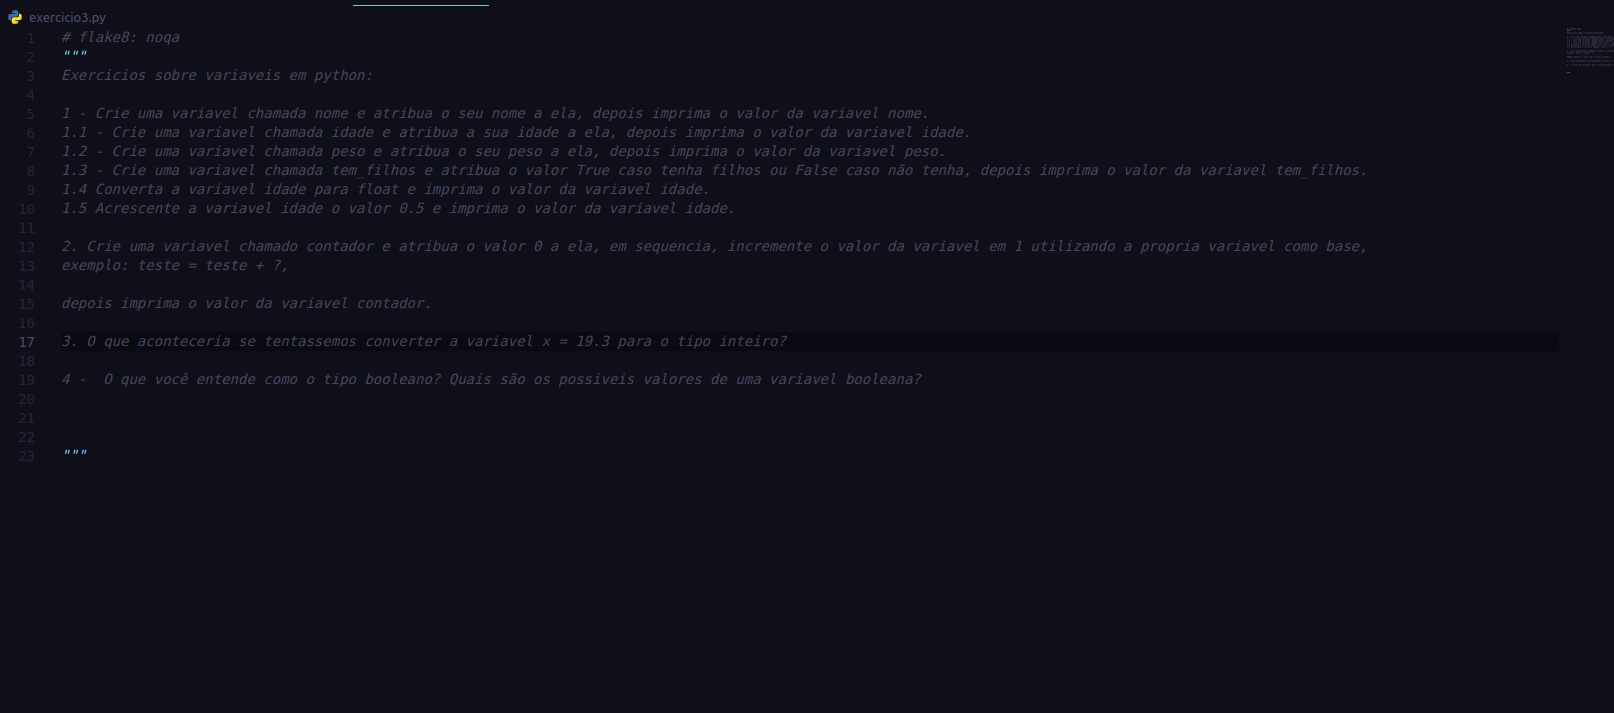 exercicio3.py
1 # flake8: noqa
2 """
3 Exercicios sobre variaveis em python:
4
5 1 - Crie uma variavel chamada nome e atribua o seu nome a ela, depois imprima o valor da variavel nome.
6 1.1 - Crie uma variavel chamada idade e atribua a sua idade a ela, depois imprima o valor da variavel idade.
7 1.2 - Crie uma variavel chamada peso e atribua o seu peso a ela, depois imprima o valor da variavel peso.
8 1.3 - Crie uma variavel chamada tem_filhos e atribua o valor True caso tenha filhos ou False caso não tenha, depois imprima o valor da variavel tem_filhos.
9 1.4 Converta a variavel idade para float e imprima o valor da variavel idade.
10 1.5 Acrescente a variavel idade o valor 0.5 e imprima o valor da variavel idade.
11
12 2. Crie uma variavel chamado contador e atribua o valor 0 a ela, em sequencia, incremente o valor da variavel em 1 utilizando a propria variavel como base,
13 exemplo: teste = teste + ?,
14
15 depois imprima o valor da variavel contador.
16
17 3. O que aconteceria se tentassemos converter a variavel x = 19.3 para o tipo inteiro?
18
19 4 -  O que você entende como o tipo booleano? Quais são os possiveis valores de uma variavel booleana?
20
21
22
23 """